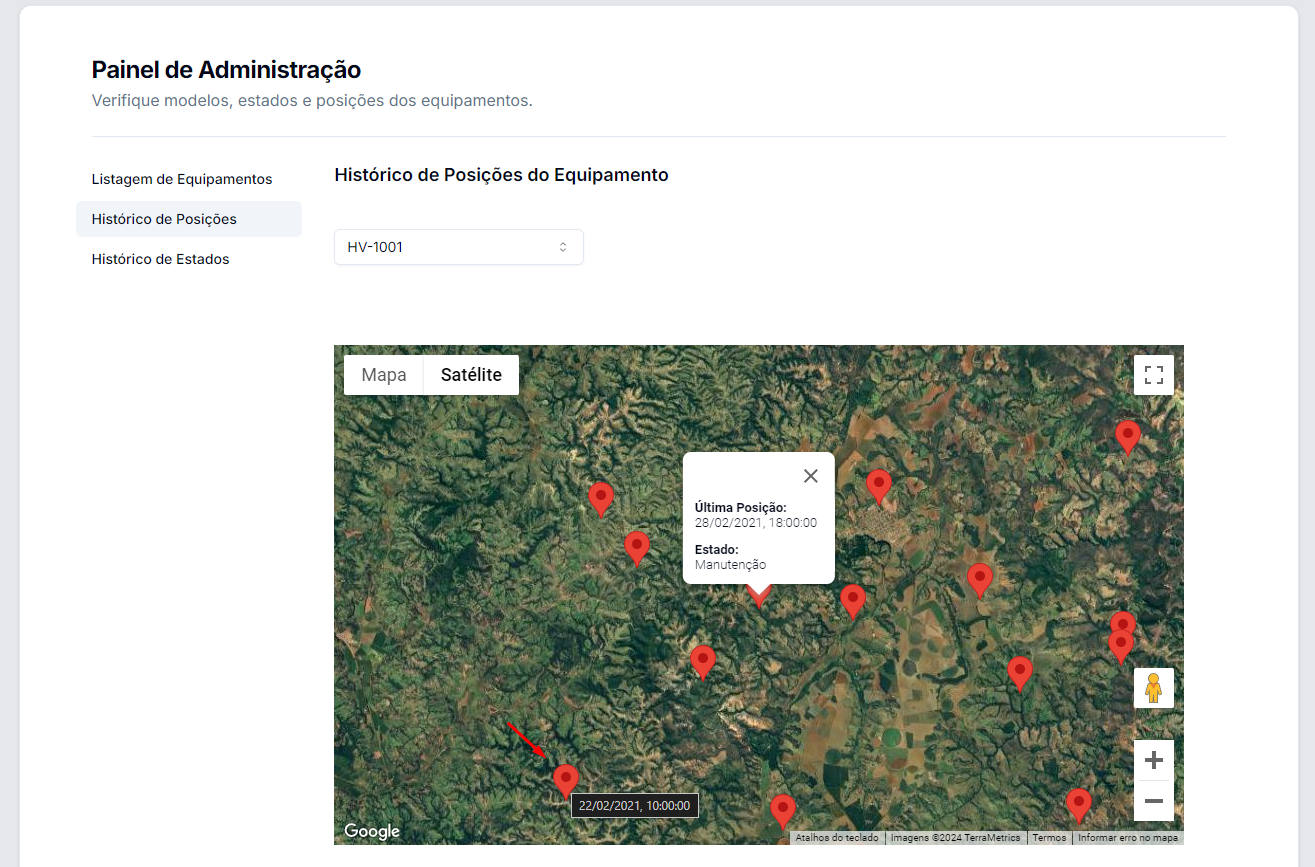 Painel de Administração
Verifique modelos, estados e posições dos equipamentos.
Listagem de Equipamentos
Histórico de Posições
Histórico de Estados
Histórico de Posições do Equipamento
HV-1001
Mapa
Satélite
Última Posição:
28/02/2021, 18:00:00
Estado:
Manutenção
22/02/2021, 10:00:00
Google
Atalhos do teclado
Imagens ©2024 TerraMetrics
Termos
Informar erro no mapa